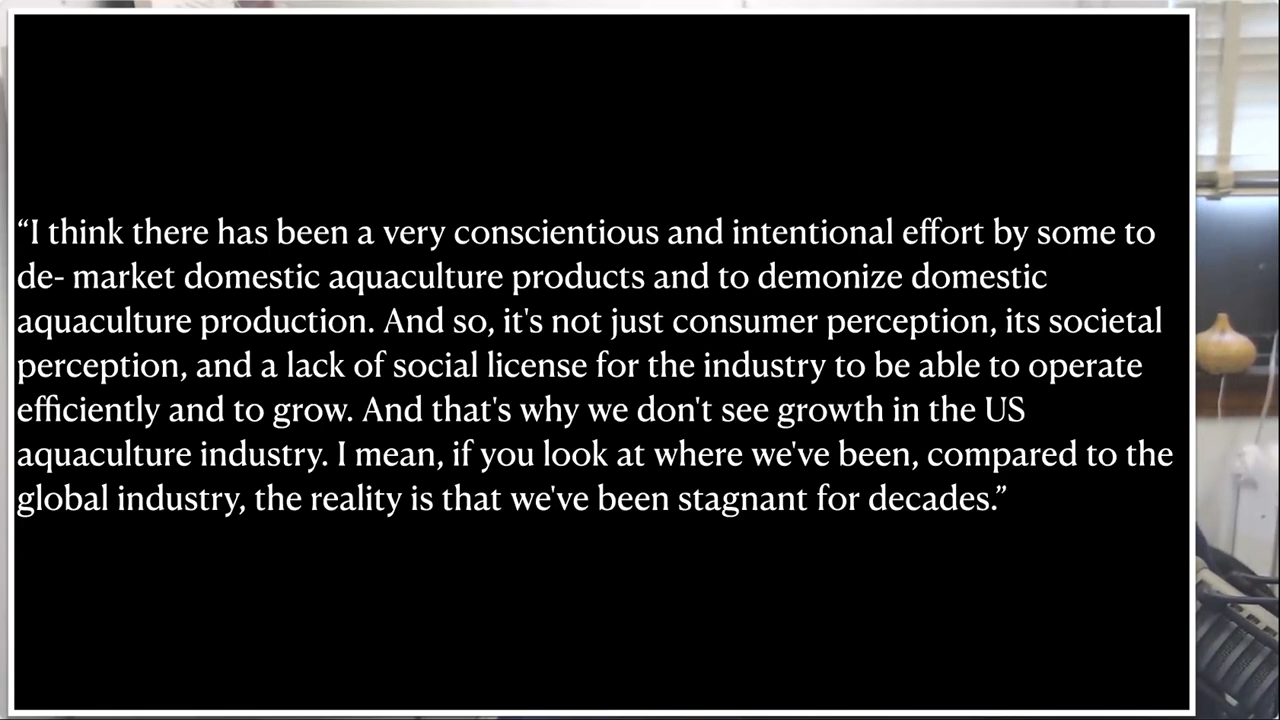 “I think there has been a very conscientious and intentional effort by some to
de- market domestic aquaculture products and to demonize domestic
aquaculture production. And so, it's not just consumer perception, its societal
perception, and a lack of social license for the industry to be able to operate
efficiently and to grow. And that's why we don't see growth in the US
aquaculture industry. I mean, if you look at where we've been, compared to the
global industry, the reality is that we've been stagnant for decades.”